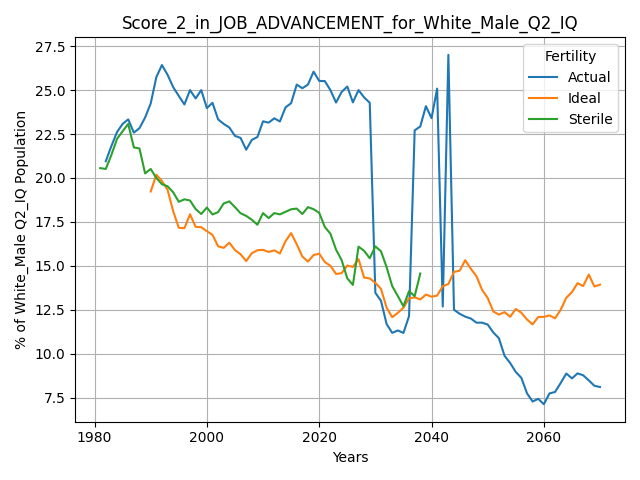 Score_2_in_JOB_ADVANCEMENT_for_White_Male_Q2_IQ
% of White_Male Q2_IQ Population
27.5
25.0
22.5
20.0
17.5
15.0
12.5
10.0
7.5
Fertility
Actual
Ideal
Sterile
1980
2000
2020
2040
2060
Years